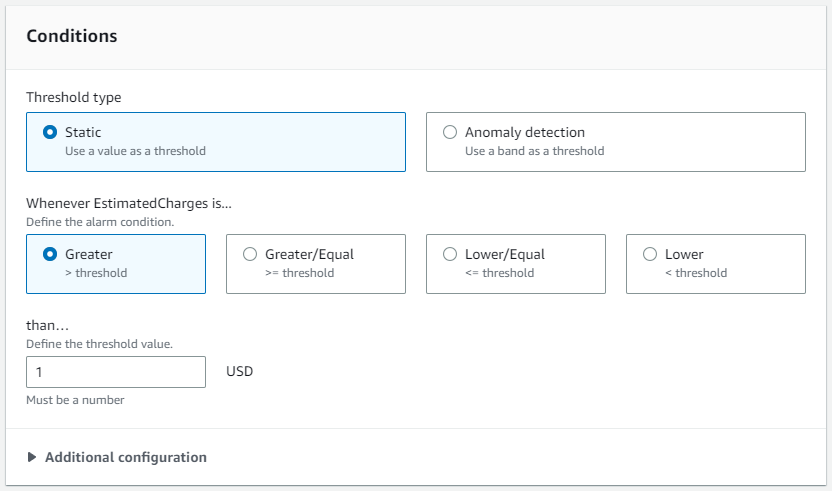 Conditions
Threshold type
Static
Use a value as a threshold
Anomaly detection
Use a band as a threshold
Whenever EstimatedCharges is...
Define the alarm condition.
Greater
> threshold
Greater/Equal
>= threshold
Lower/Equal
<= threshold
Lower
< threshold
than...
Define the threshold value.
1
USD
Must be a number
Additional configuration